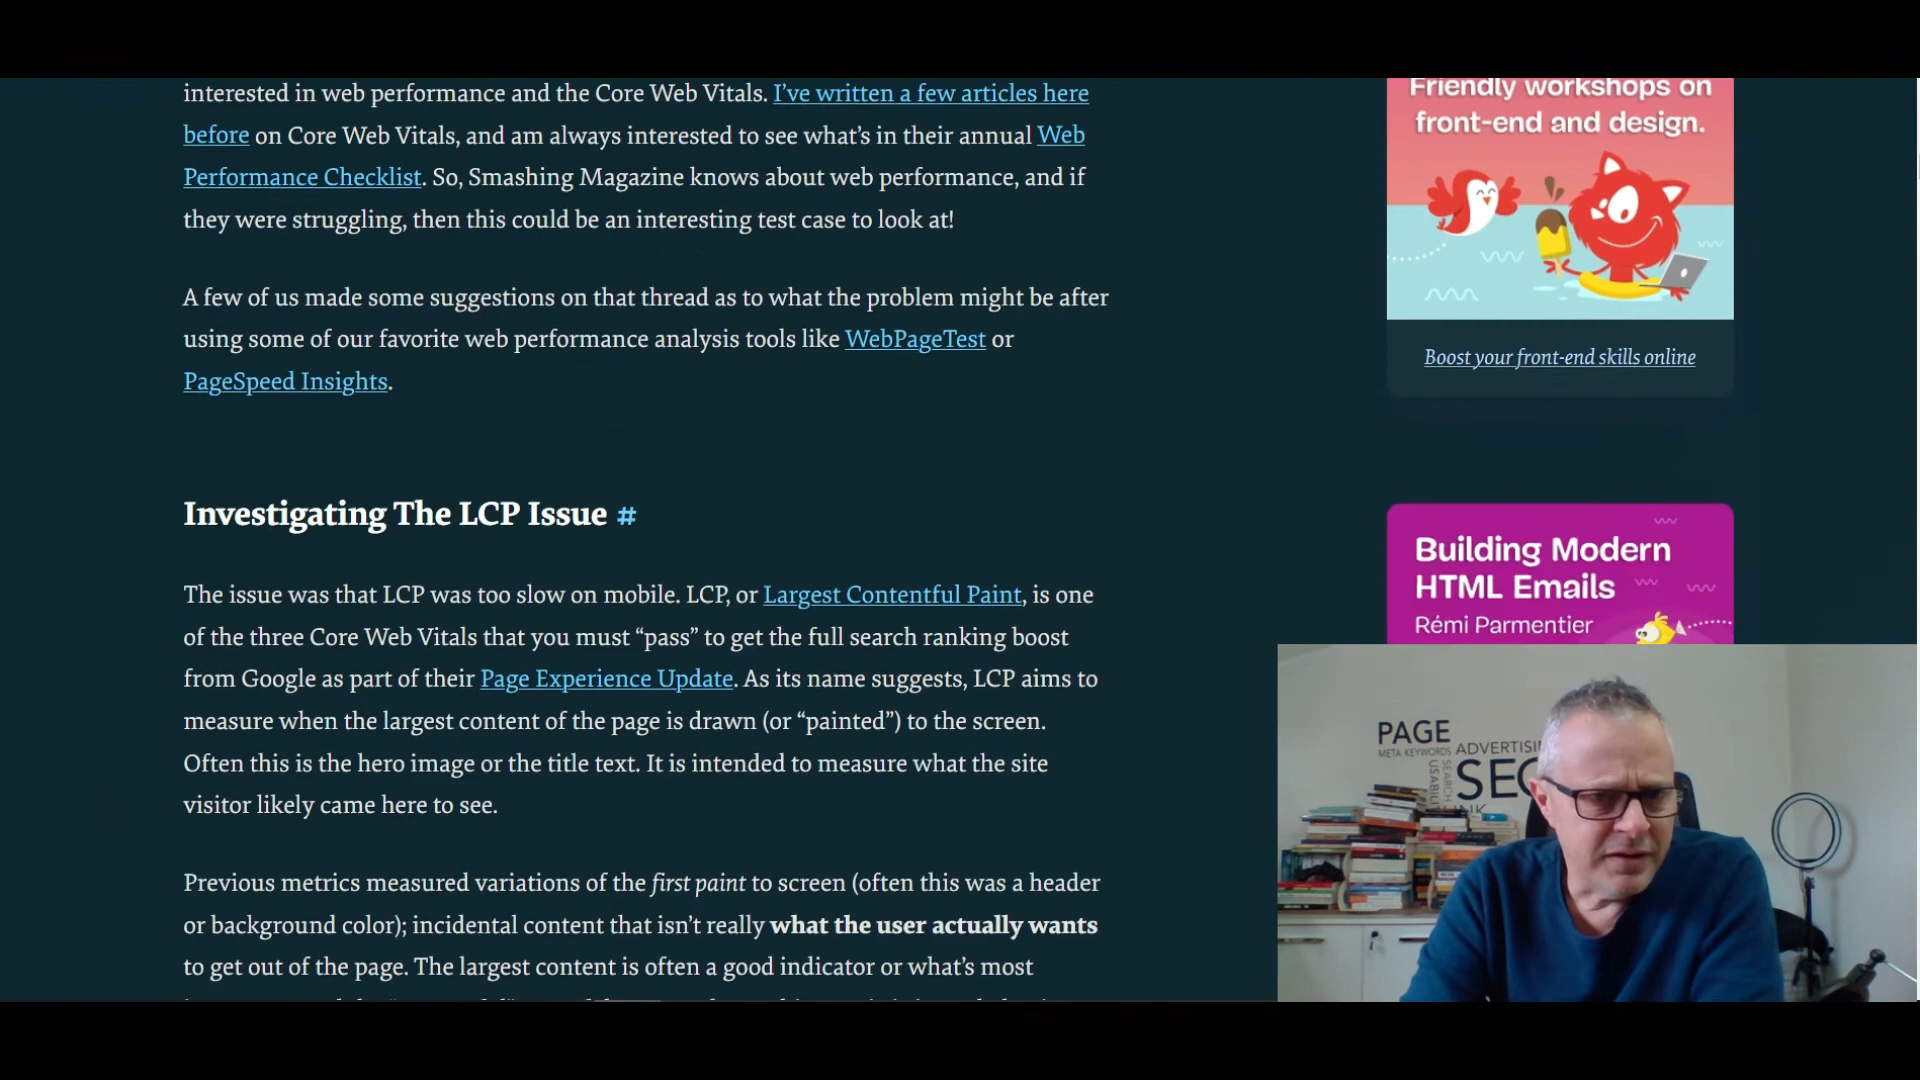 interested in web performance and the Core Web Vitals. I've written a few articles here
before on Core Web Vitals, and am always interested to see what's in their annual Web
Performance Checklist. So, Smashing Magazine knows about web performance, and if
they were struggling, then this could be an interesting test case to look at!
A few of us made some suggestions on that thread as to what the problem might be after
using some of our favorite web performance analysis tools like WebPageTest or
PageSpeed Insights.
Investigating The LCP Issue #
The issue was that LCP was too slow on mobile. LCP, or Largest Contentful Paint, is one
of the three Core Web Vitals that you must “pass” to get the full search ranking boost
from Google as part of their Page Experience Update. As its name suggests, LCP aims to
measure when the largest content of the page is drawn (or “painted”) to the screen.
Often this is the hero image or the title text. It is intended to measure what the site
visitor likely came here to see.
Previous metrics measured variations of the first paint to screen (often this was a header
or background color); incidental content that isn't really what the user actually wants
to get out of the page. The largest content is often a good indicator or what's most
Friendly workshops on
front-end and design.
Boost your front-end skills online
Building Modern
HTML Emails
Rémi Parmentier
PAGE
META KEYWORDS
SEARCH